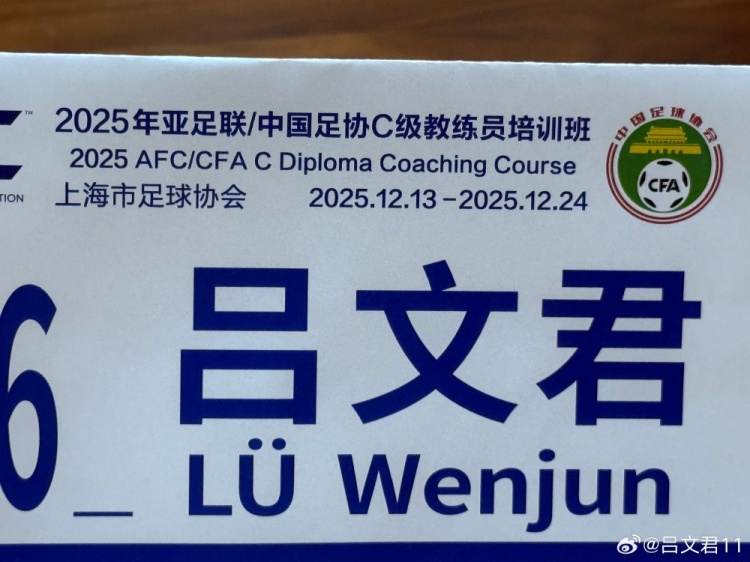 2025年亚足联/中国足协C级教练员培训班
2025 AFC/CFA C Diploma Coaching Course
上海市足球协会 2025.12.13-2025.12.24
中国足球协会
CFA
吕文君
6_ LÜ Wenjun
@吕文君11